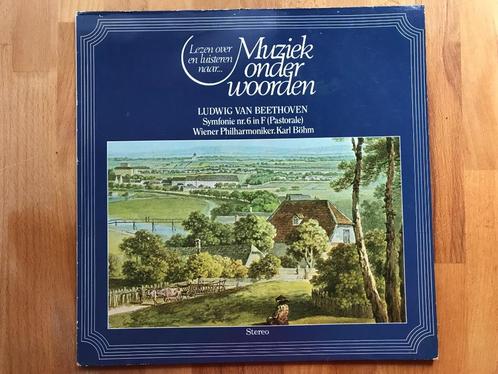 Lezen over
en luisteren
naar...
Muziek
onder
woorden
LUDWIG VAN BEETHOVEN
Symfonie nr. 6 in F (Pastorale)
Wiener Philharmoniker. Karl Böhm
Stereo